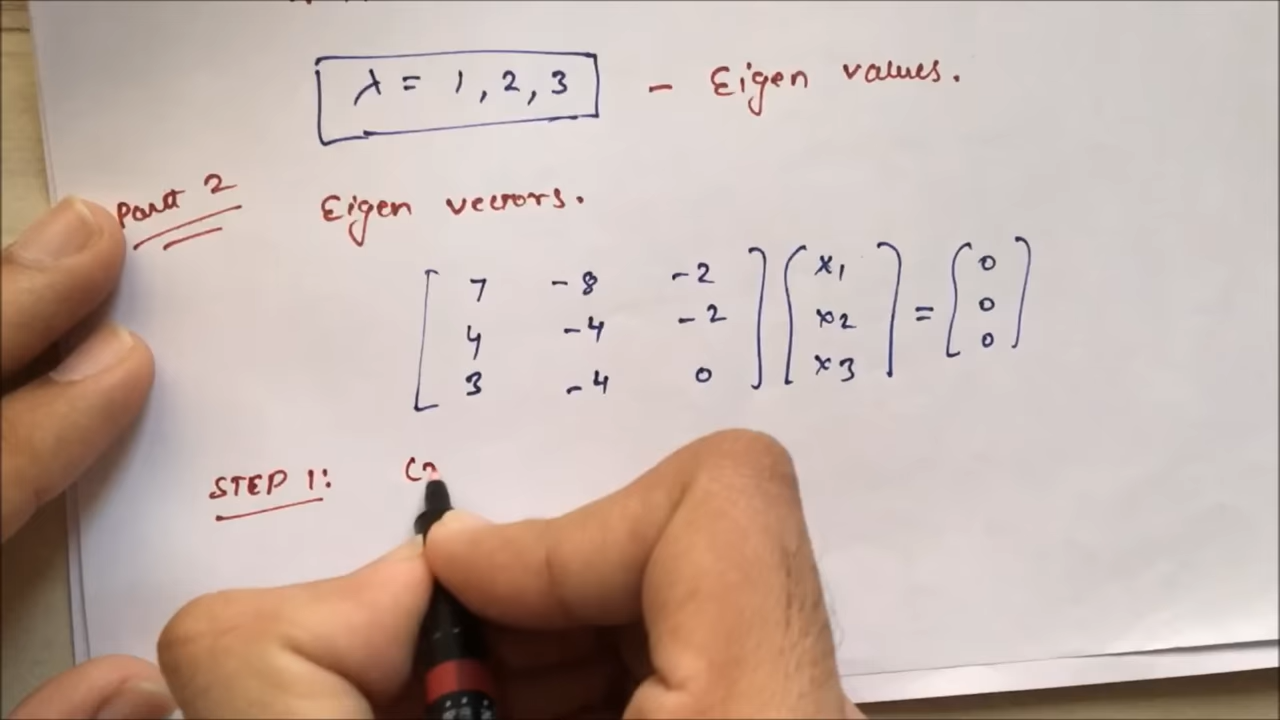 λ = 1, 2, 3 - Eigen values.
Part 2 Eigen vectors.
7 -8 -2 x1 0
4 -4 -2 x2 = 0
3 -4 0 x3 0
STEP 1: